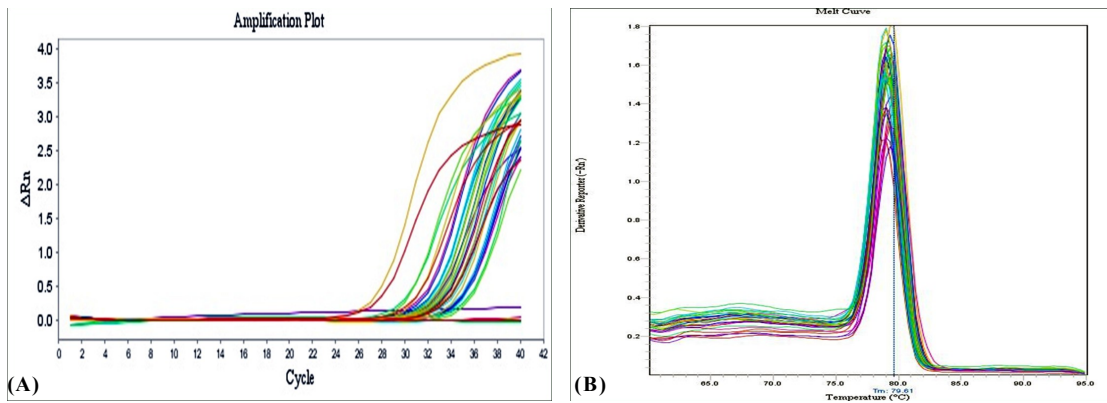 Amplification Plot
4.0
3.5
3.0
2.5
2.0
1.5
1.0
0.5
0.0
ΔRn
0 2 4 6 8 10 12 14 16 18 20 22 24 26 28 30 32 34 36 38 40 42
Cycle
(A)
Melt Curve
1.8
1.6
1.4
1.2
1.0
0.8
0.6
0.4
0.2
Derivative Reporter (-Rn')
65.0 70.0 75.0 80.0 85.0 90.0 95.0
Tm: 79.61
Temperature (°C)
(B)